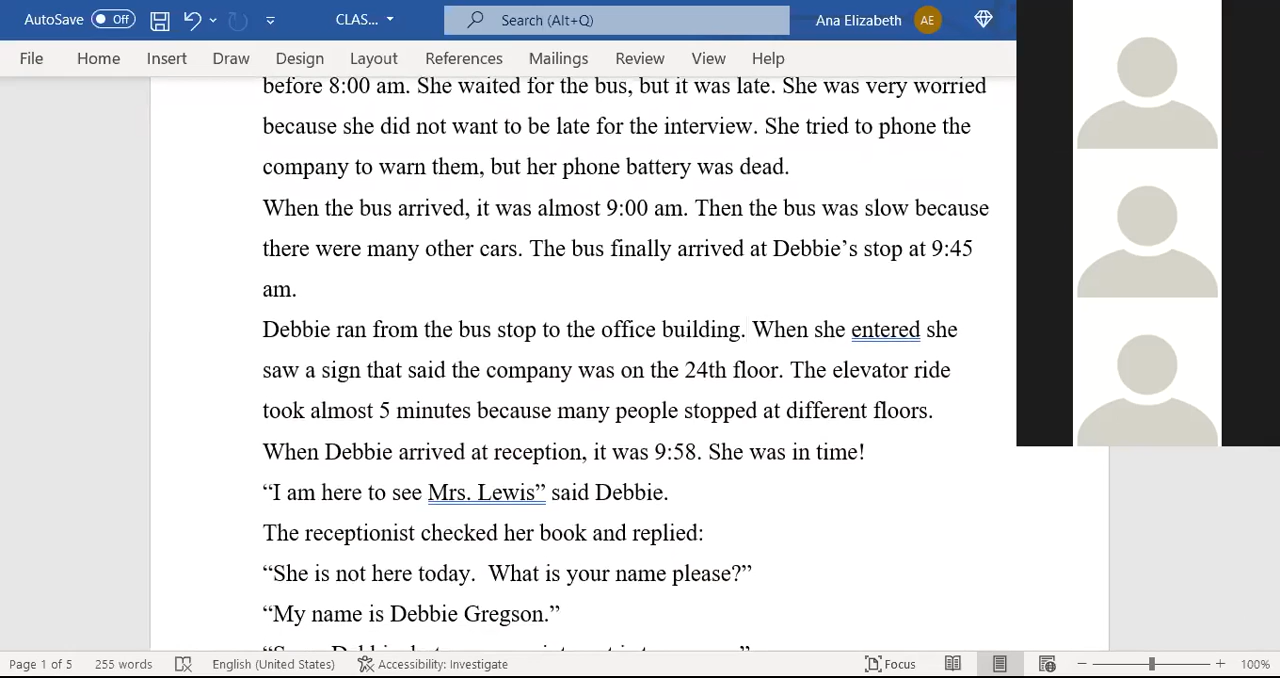 AutoSave Off CLAS... Search (Alt+Q) Ana Elizabeth AE
File Home Insert Draw Design Layout References Mailings Review View Help
before 8:00 am. She waited for the bus, but it was late. She was very worried
because she did not want to be late for the interview. She tried to phone the
company to warn them, but her phone battery was dead.
When the bus arrived, it was almost 9:00 am. Then the bus was slow because
there were many other cars. The bus finally arrived at Debbie’s stop at 9:45
am.
Debbie ran from the bus stop to the office building. When she entered she
saw a sign that said the company was on the 24th floor. The elevator ride
took almost 5 minutes because many people stopped at different floors.
When Debbie arrived at reception, it was 9:58. She was in time!
“I am here to see Mrs. Lewis” said Debbie.
The receptionist checked her book and replied:
“She is not here today.  What is your name please?”
“My name is Debbie Gregson.”
Page 1 of 5 255 words English (United States) Accessibility: Investigate Focus 100%